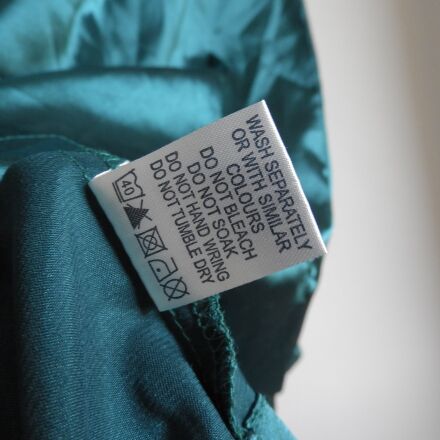 WASH SEPARATELY
OR WITH SIMILAR
COLOURS
DO NOT BLEACH
DO NOT SOAK
DO NOT HAND WRING
DO NOT TUMBLE DRY
40